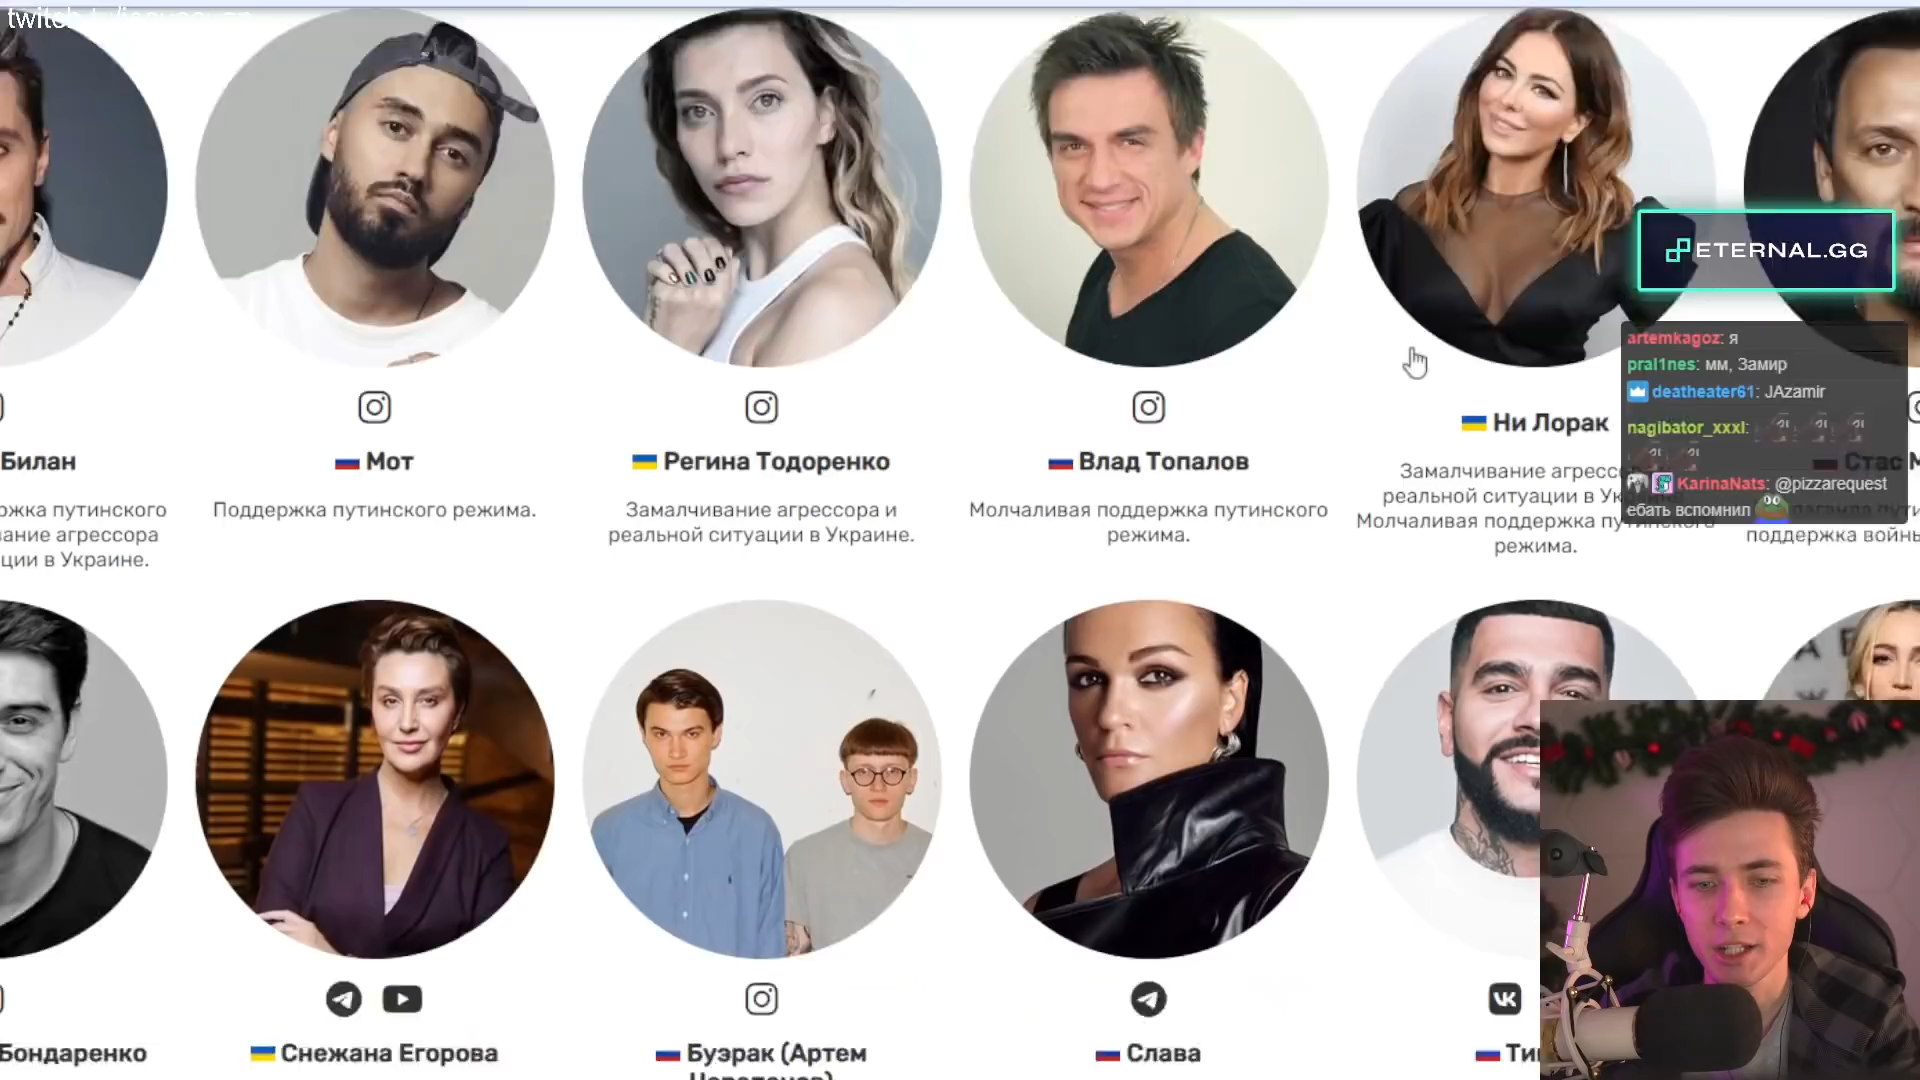 ETERNAL.GG
artemkagoz: я
pral1nes: мм, Замир
deatheater61: JAzamir
nagibator_xxxl:
KarinaNats: @pizzarequest
ебать вспомнил
Билан
Мот
Регина Тодоренко
Влад Топалов
Ни Лорак
Стас М
ржка путинского
ание агрессора
ции в Украине.
Поддержка путинского режима.
Замалчивание агрессора и
реальной ситуации в Украине.
Молчаливая поддержка путинского
режима.
Замалчивание агресс
реальной ситуации в Ук
Молчаливая поддержка путинского
режима.
поддержка войны
Бондаренко
Снежана Егорова
Буэрак (Артем
Слава
VK
Ти